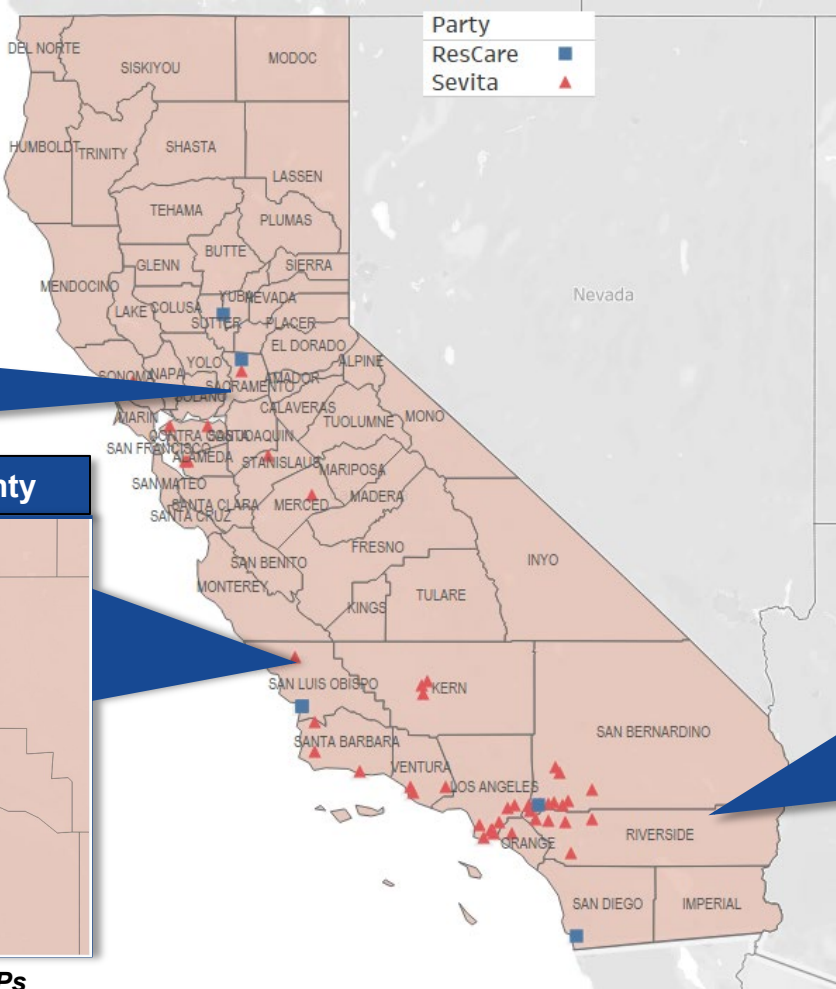 Party
ResCare
Sevita
DEL NORTE
SISKIYOU
MODOC
HUMBOLDT
TRINITY
SHASTA
LASSEN
TEHAMA
PLUMAS
BUTTE
GLENN
SIERRA
MENDOCINO
LAKE
COLUSA
YUBA
NEVADA
Nevada
SUTTER
PLACER
EL DORADO
YOLO
ALPINE
SONOMA
NAPA
SACRAMENTO
AMADOR
SOLANO
MARIN
CALAVERAS
TUOLUMNE
MONO
CONTRA COSTA
SAN JOAQUIN
SAN FRANCISCO
ALAMEDA
STANISLAUS
MARIPOSA
nty
SAN MATEO
SANTA CLARA
MERCED
MADERA
SANTA CRUZ
FRESNO
SAN BENITO
INYO
MONTEREY
KINGS
TULARE
SAN LUIS OBISPO
KERN
SAN BERNARDINO
SANTA BARBARA
VENTURA
LOS ANGELES
RIVERSIDE
ORANGE
SAN DIEGO
IMPERIAL
Ps